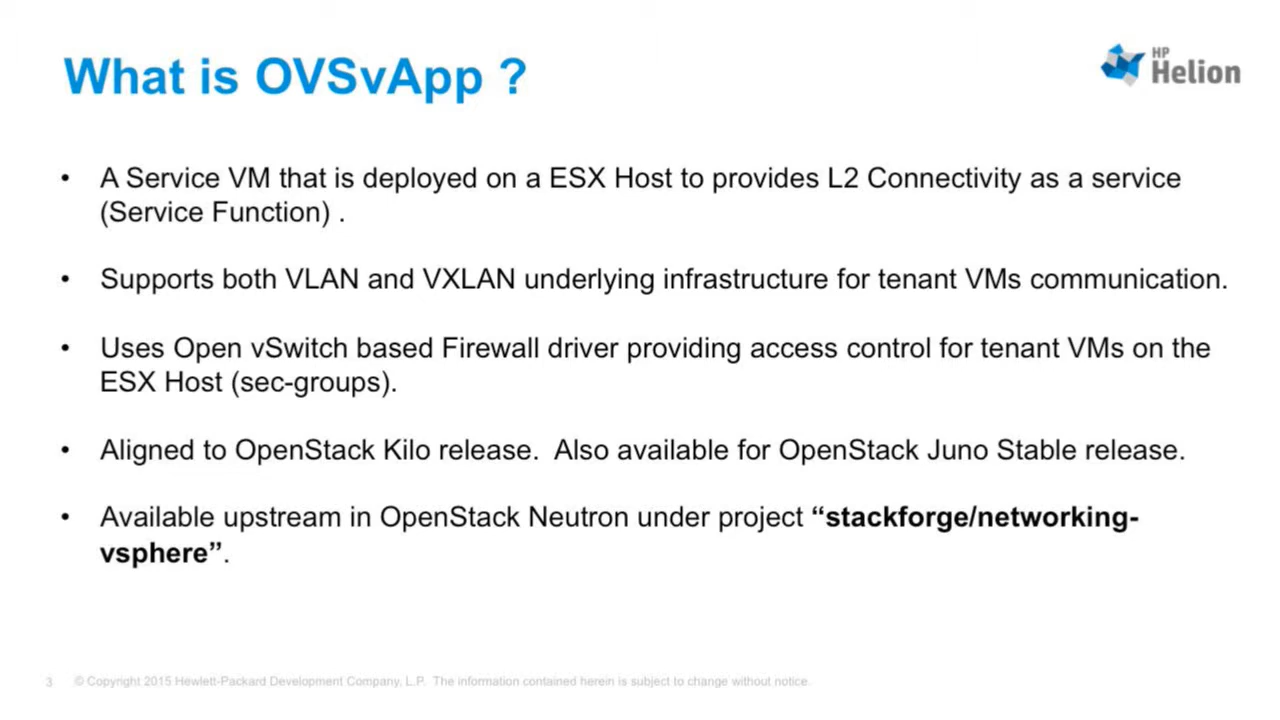 What is OVSvApp ?
HP
Helion
• A Service VM that is deployed on a ESX Host to provides L2 Connectivity as a service
(Service Function) .
• Supports both VLAN and VXLAN underlying infrastructure for tenant VMs communication.
• Uses Open vSwitch based Firewall driver providing access control for tenant VMs on the
ESX Host (sec-groups).
• Aligned to OpenStack Kilo release.  Also available for OpenStack Juno Stable release.
• Available upstream in OpenStack Neutron under project “stackforge/networking-
vsphere”.
3 © Copyright 2015 Hewlett-Packard Development Company, L.P.  The information contained herein is subject to change without notice.